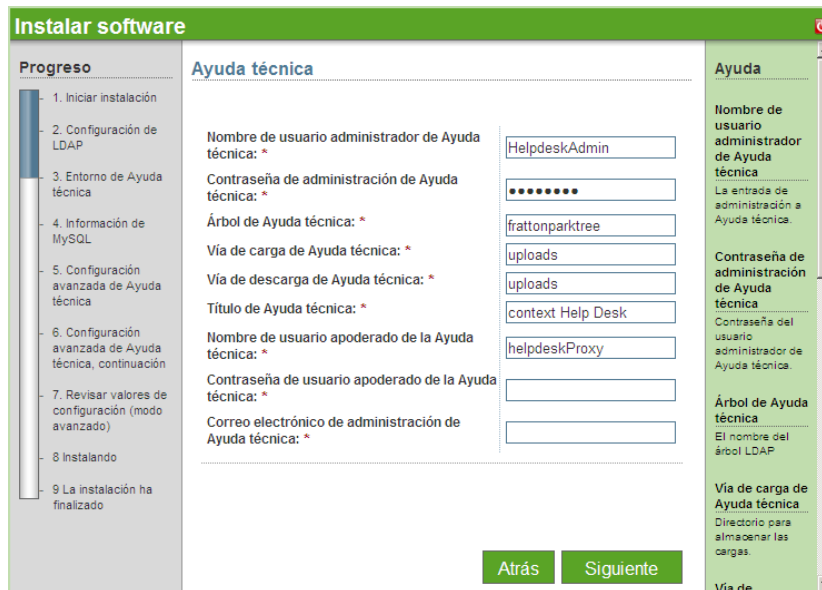 Instalar software
Progreso
1. Iniciar instalación
2. Configuración de
LDAP
3. Entorno de Ayuda
técnica
4. Información de
MySQL
5. Configuración
avanzada de Ayuda
técnica
6. Configuración
avanzada de Ayuda
técnica, continuación
7. Revisar valores de
configuración (modo
avanzado)
8 Instalando
9 La instalación ha
finalizado
Ayuda técnica
Nombre de usuario administrador de Ayuda
técnica: *
HelpdeskAdmin
Contraseña de administración de Ayuda
técnica: *
●●●●●●●●
Árbol de Ayuda técnica: *
frattonparktree
Vía de carga de Ayuda técnica: *
uploads
Vía de descarga de Ayuda técnica: *
uploads
Título de Ayuda técnica: *
context Help Desk
Nombre de usuario apoderado de la Ayuda
técnica: *
helpdeskProxy
Contraseña de usuario apoderado de la Ayuda
técnica: *
Correo electrónico de administración de
Ayuda técnica: *
Atrás
Siguiente
Ayuda
Nombre de
usuario
administrador
de Ayuda
técnica
La entrada de
administración a
Ayuda técnica.
Contraseña de
administración
de Ayuda
técnica
Contraseña del
usuario
administrador de
Ayuda técnica.
Árbol de Ayuda
técnica
El nombre del
árbol LDAP
Vía de carga de
Ayuda técnica
Directorio para
almacenar las
cargas.
Vía de